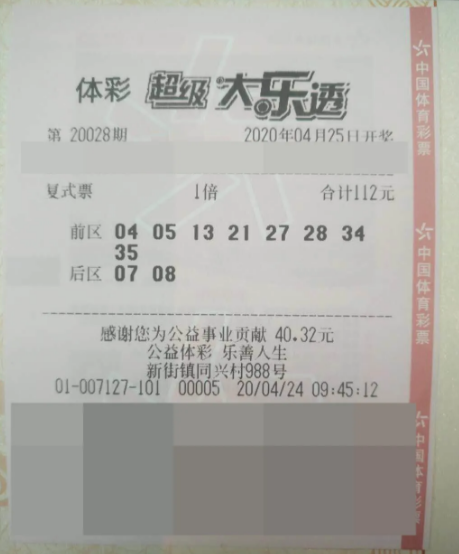 体彩 超级大乐透
第 20028期 2020年04月25日开奖
复式票 1倍 合计112元
前区 04 05 13 21 27 28 34
35
后区 07 08
感谢您为公益事业贡献 40.32元
公益体彩 乐善人生
新街镇同兴村988号
01-007127-101 00005 20/04/24 09:45:12
中国体育彩票
中国体育彩票
中国体育彩票